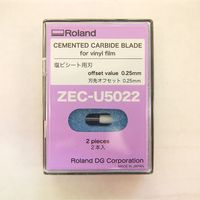 Roland
CEMENTED CARBIDE BLADE
for vinyl film
塩ビシート用刃
offset value 0.25mm
刃先オフセット 0.25mm
ZEC-U5022
2 pieces
2本入
Roland DG Corporation
MADE IN JAPAN